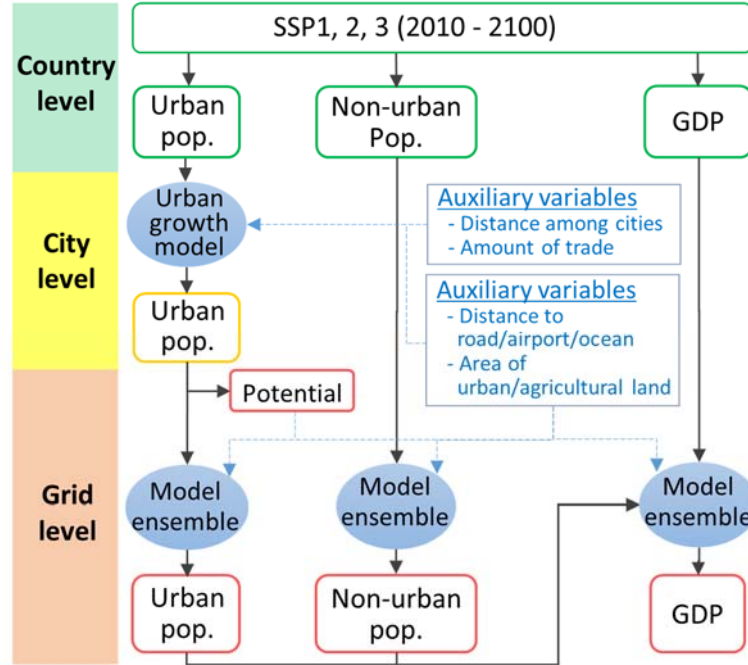 SSP1, 2, 3 (2010 - 2100)
Country
level
Urban
pop.
Non-urban
Pop.
GDP
City
level
Urban
growth
model
Auxiliary variables
- Distance among cities
- Amount of trade
Urban
pop.
Auxiliary variables
- Distance to
road/airport/ocean
- Area of
urban/agricultural land
Potential
Grid
level
Model
ensemble
Model
ensemble
Model
ensemble
Urban
pop.
Non-urban
pop.
GDP